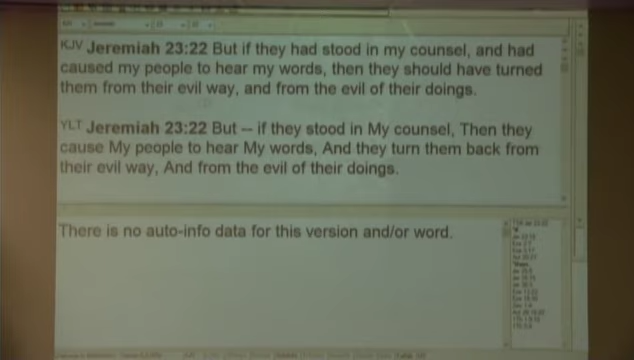 KJV Jeremiah 23:22 But if they had stood in my counsel, and had
caused my people to hear my words, then they should have turned
them from their evil way, and from the evil of their doings.
YLT Jeremiah 23:22 But -- if they stood in My counsel, Then they
cause My people to hear My words, And they turn them back from
their evil way, And from the evil of their doings.
There is no auto-info data for this version and/or word.